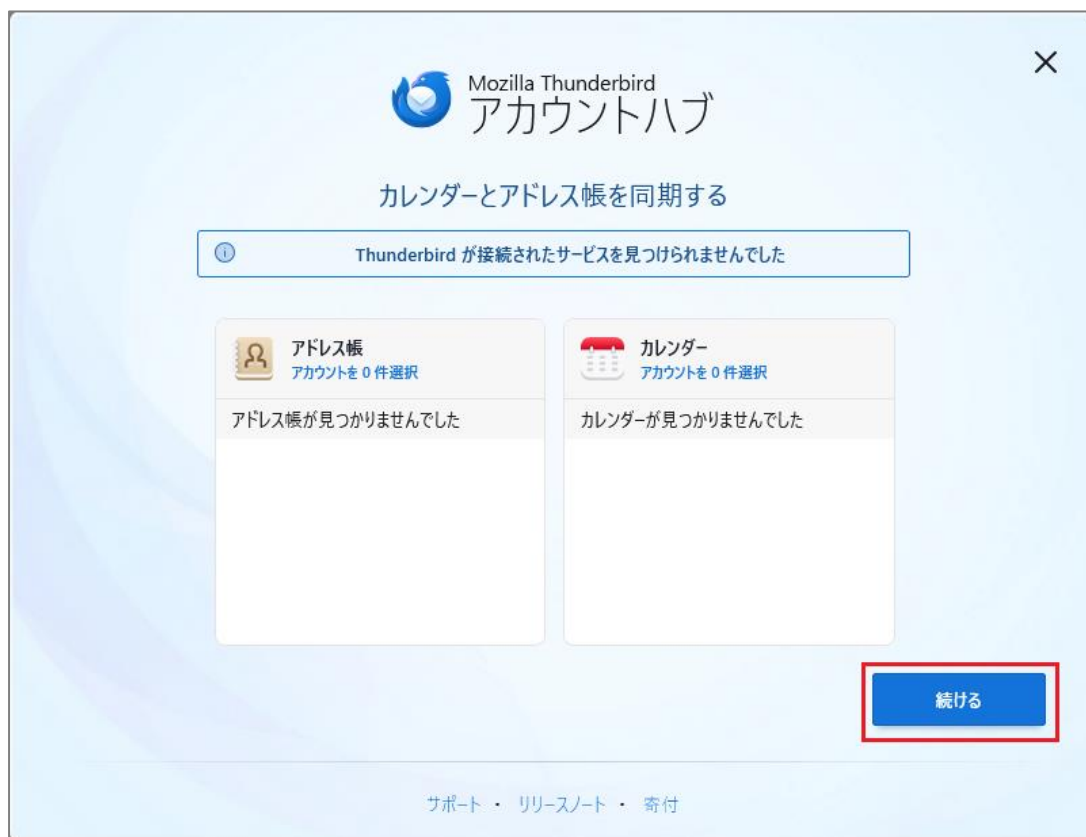 Mozilla Thunderbird
アカウントハブ
カレンダーとアドレス帳を同期する
Thunderbird が接続されたサービスを見つけられませんでした
アドレス帳
アカウントを 0 件選択
アドレス帳が見つかりませんでした
カレンダー
アカウントを 0 件選択
カレンダーが見つかりませんでした
続ける
サポート ・ リリースノート ・ 寄付